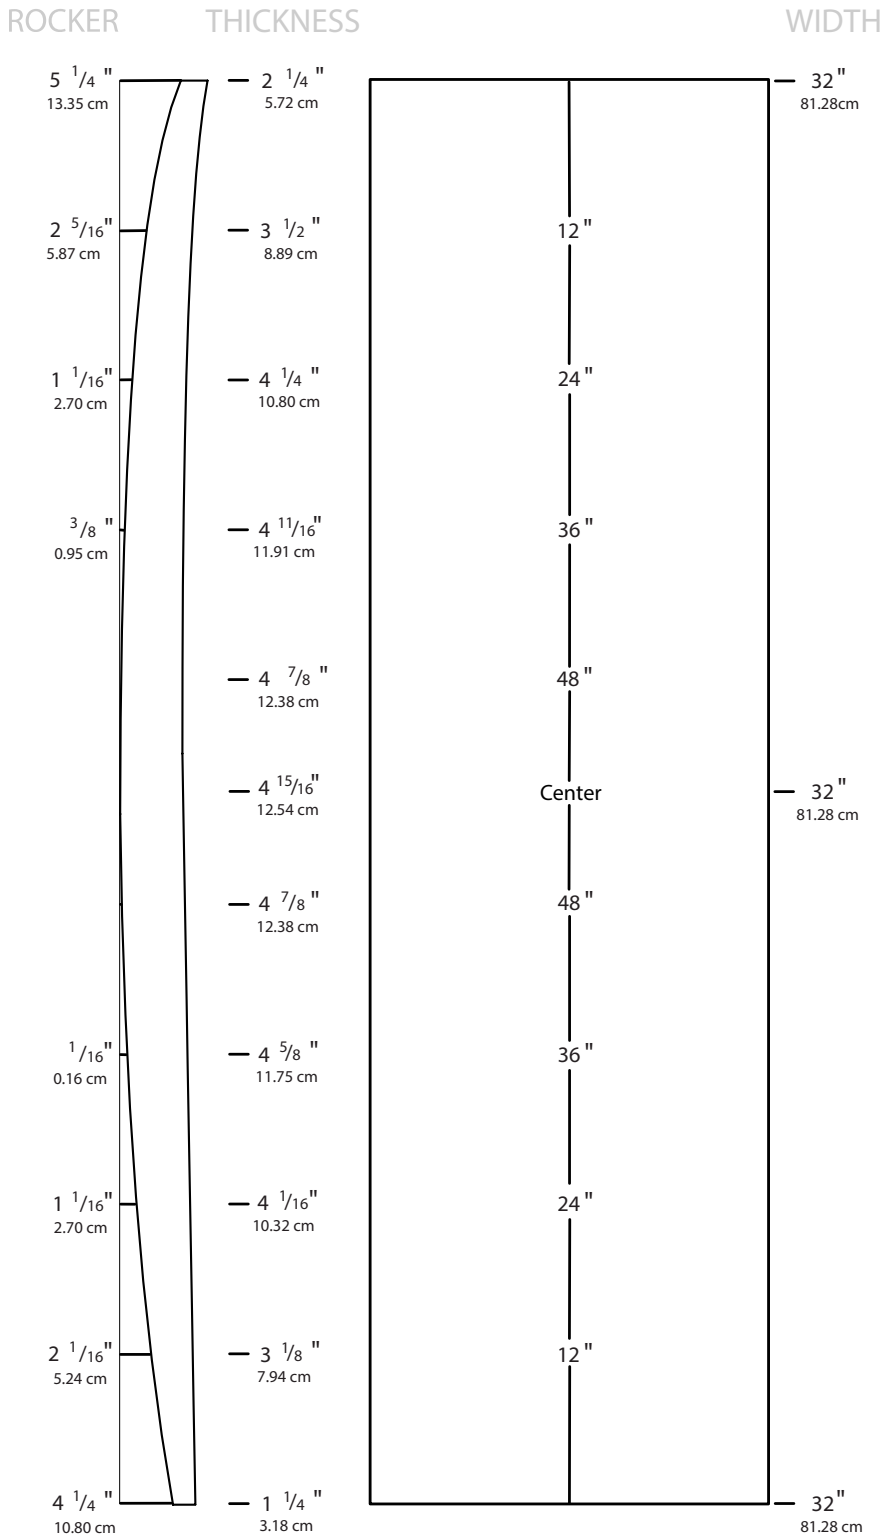 ROCKER THICKNESS WIDTH
5 1/4 " 2 1/4 " 32 "
13.35 cm 5.72 cm 81.28cm
2 5/16" 3 1/2 " 12 "
5.87 cm 8.89 cm
1 1/16" 4 1/4 " 24 "
2.70 cm 10.80 cm
3/8 " 4 11/16" 36 "
0.95 cm 11.91 cm
4 7/8 " 48 "
12.38 cm
4 15/16" Center 32 "
12.54 cm 81.28 cm
4 7/8 " 48 "
12.38 cm
1/16" 4 5/8 " 36 "
0.16 cm 11.75 cm
1 1/16" 4 1/16" 24 "
2.70 cm 10.32 cm
2 1/16" 3 1/8 " 12 "
5.24 cm 7.94 cm
4 1/4 " 1 1/4 " 32"
10.80 cm 3.18 cm 81.28 cm